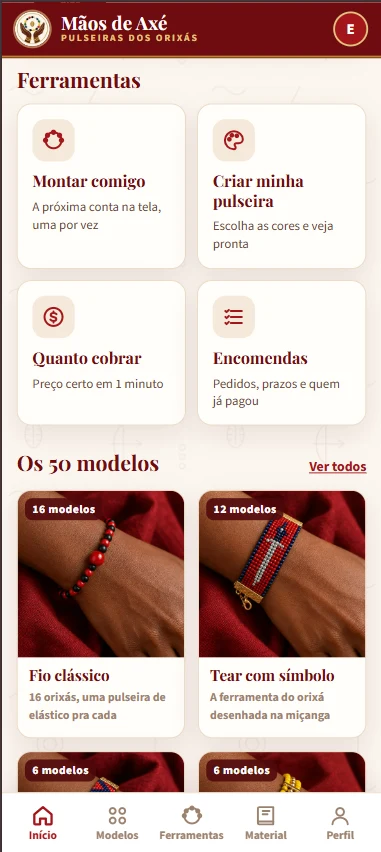 Mãos de Axé
PULSEIRAS DOS ORIXÁS
E
Ferramentas
Montar comigo
A próxima conta na tela,
uma por vez
Criar minha
pulseira
Escolha as cores e veja
pronta
Quanto cobrar
Preço certo em 1 minuto
Encomendas
Pedidos, prazos e quem
já pagou
Os 50 modelos
Ver todos
16 modelos
12 modelos
Fio clássico
16 orixás, uma pulseira de
elástico pra cada
Tear com símbolo
A ferramenta do orixá
desenhada na miçanga
6 modelos
6 modelos
Início
Modelos
Ferramentas
Material
Perfil